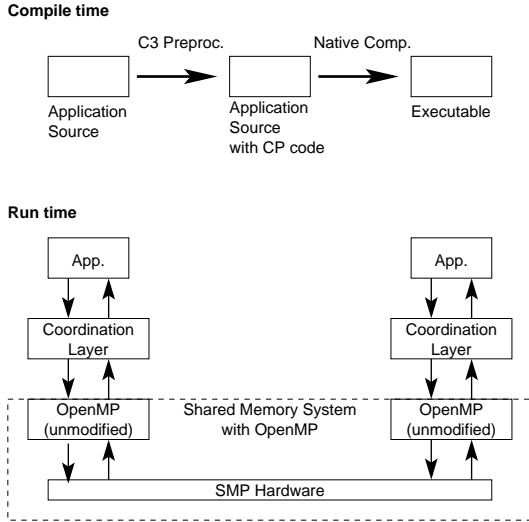 Compile time
C3 Preproc.
Native Comp.
Application
Source
Application
Source
with CP code
Executable
Run time
App.
App.
Coordination
Layer
Coordination
Layer
OpenMP
(unmodified)
Shared Memory System
with OpenMP
OpenMP
(unmodified)
SMP Hardware